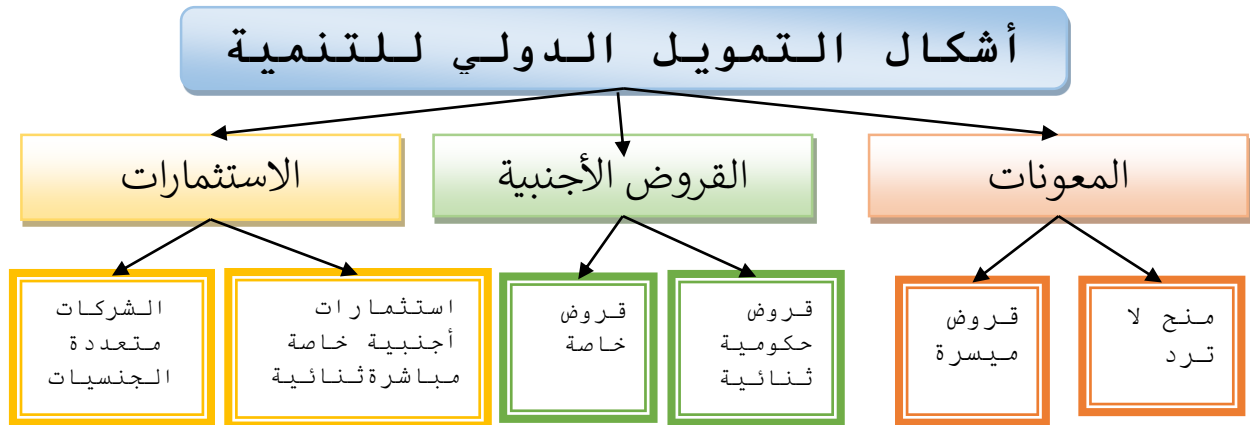 أشكال التمويل الدولي للتنمية
المعونات
القروض الأجنبية
الاستثمارات
منح لا
ترد
قروض
ميسرة
قروض
حكومية
ثنائية
قروض
خاصة
استثمارات
أجنبية خاصة
مباشرةثنائية
الشركات
متعددة
الجنسيات